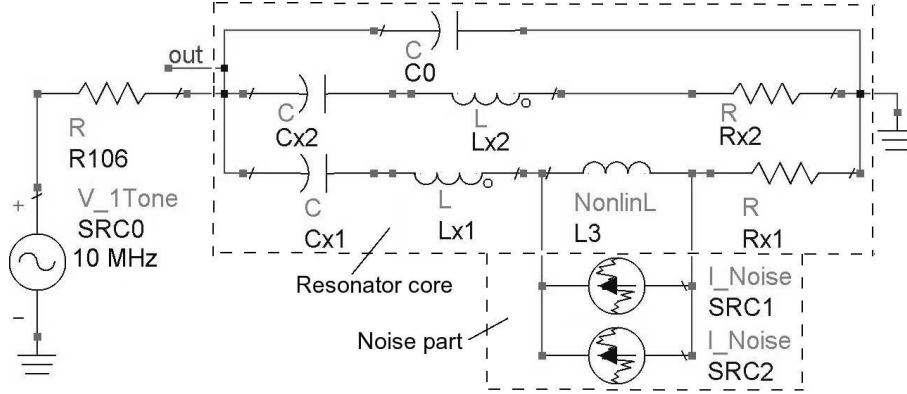 C
C0
out
C
Cx2
L
Lx2
R
Rx2
R
R106
V_1Tone
SRC0
10 MHz
+
−
C
Cx1
L
Lx1
NonlinL
L3
R
Rx1
Resonator core
Noise part
I_Noise
SRC1
I_Noise
SRC2